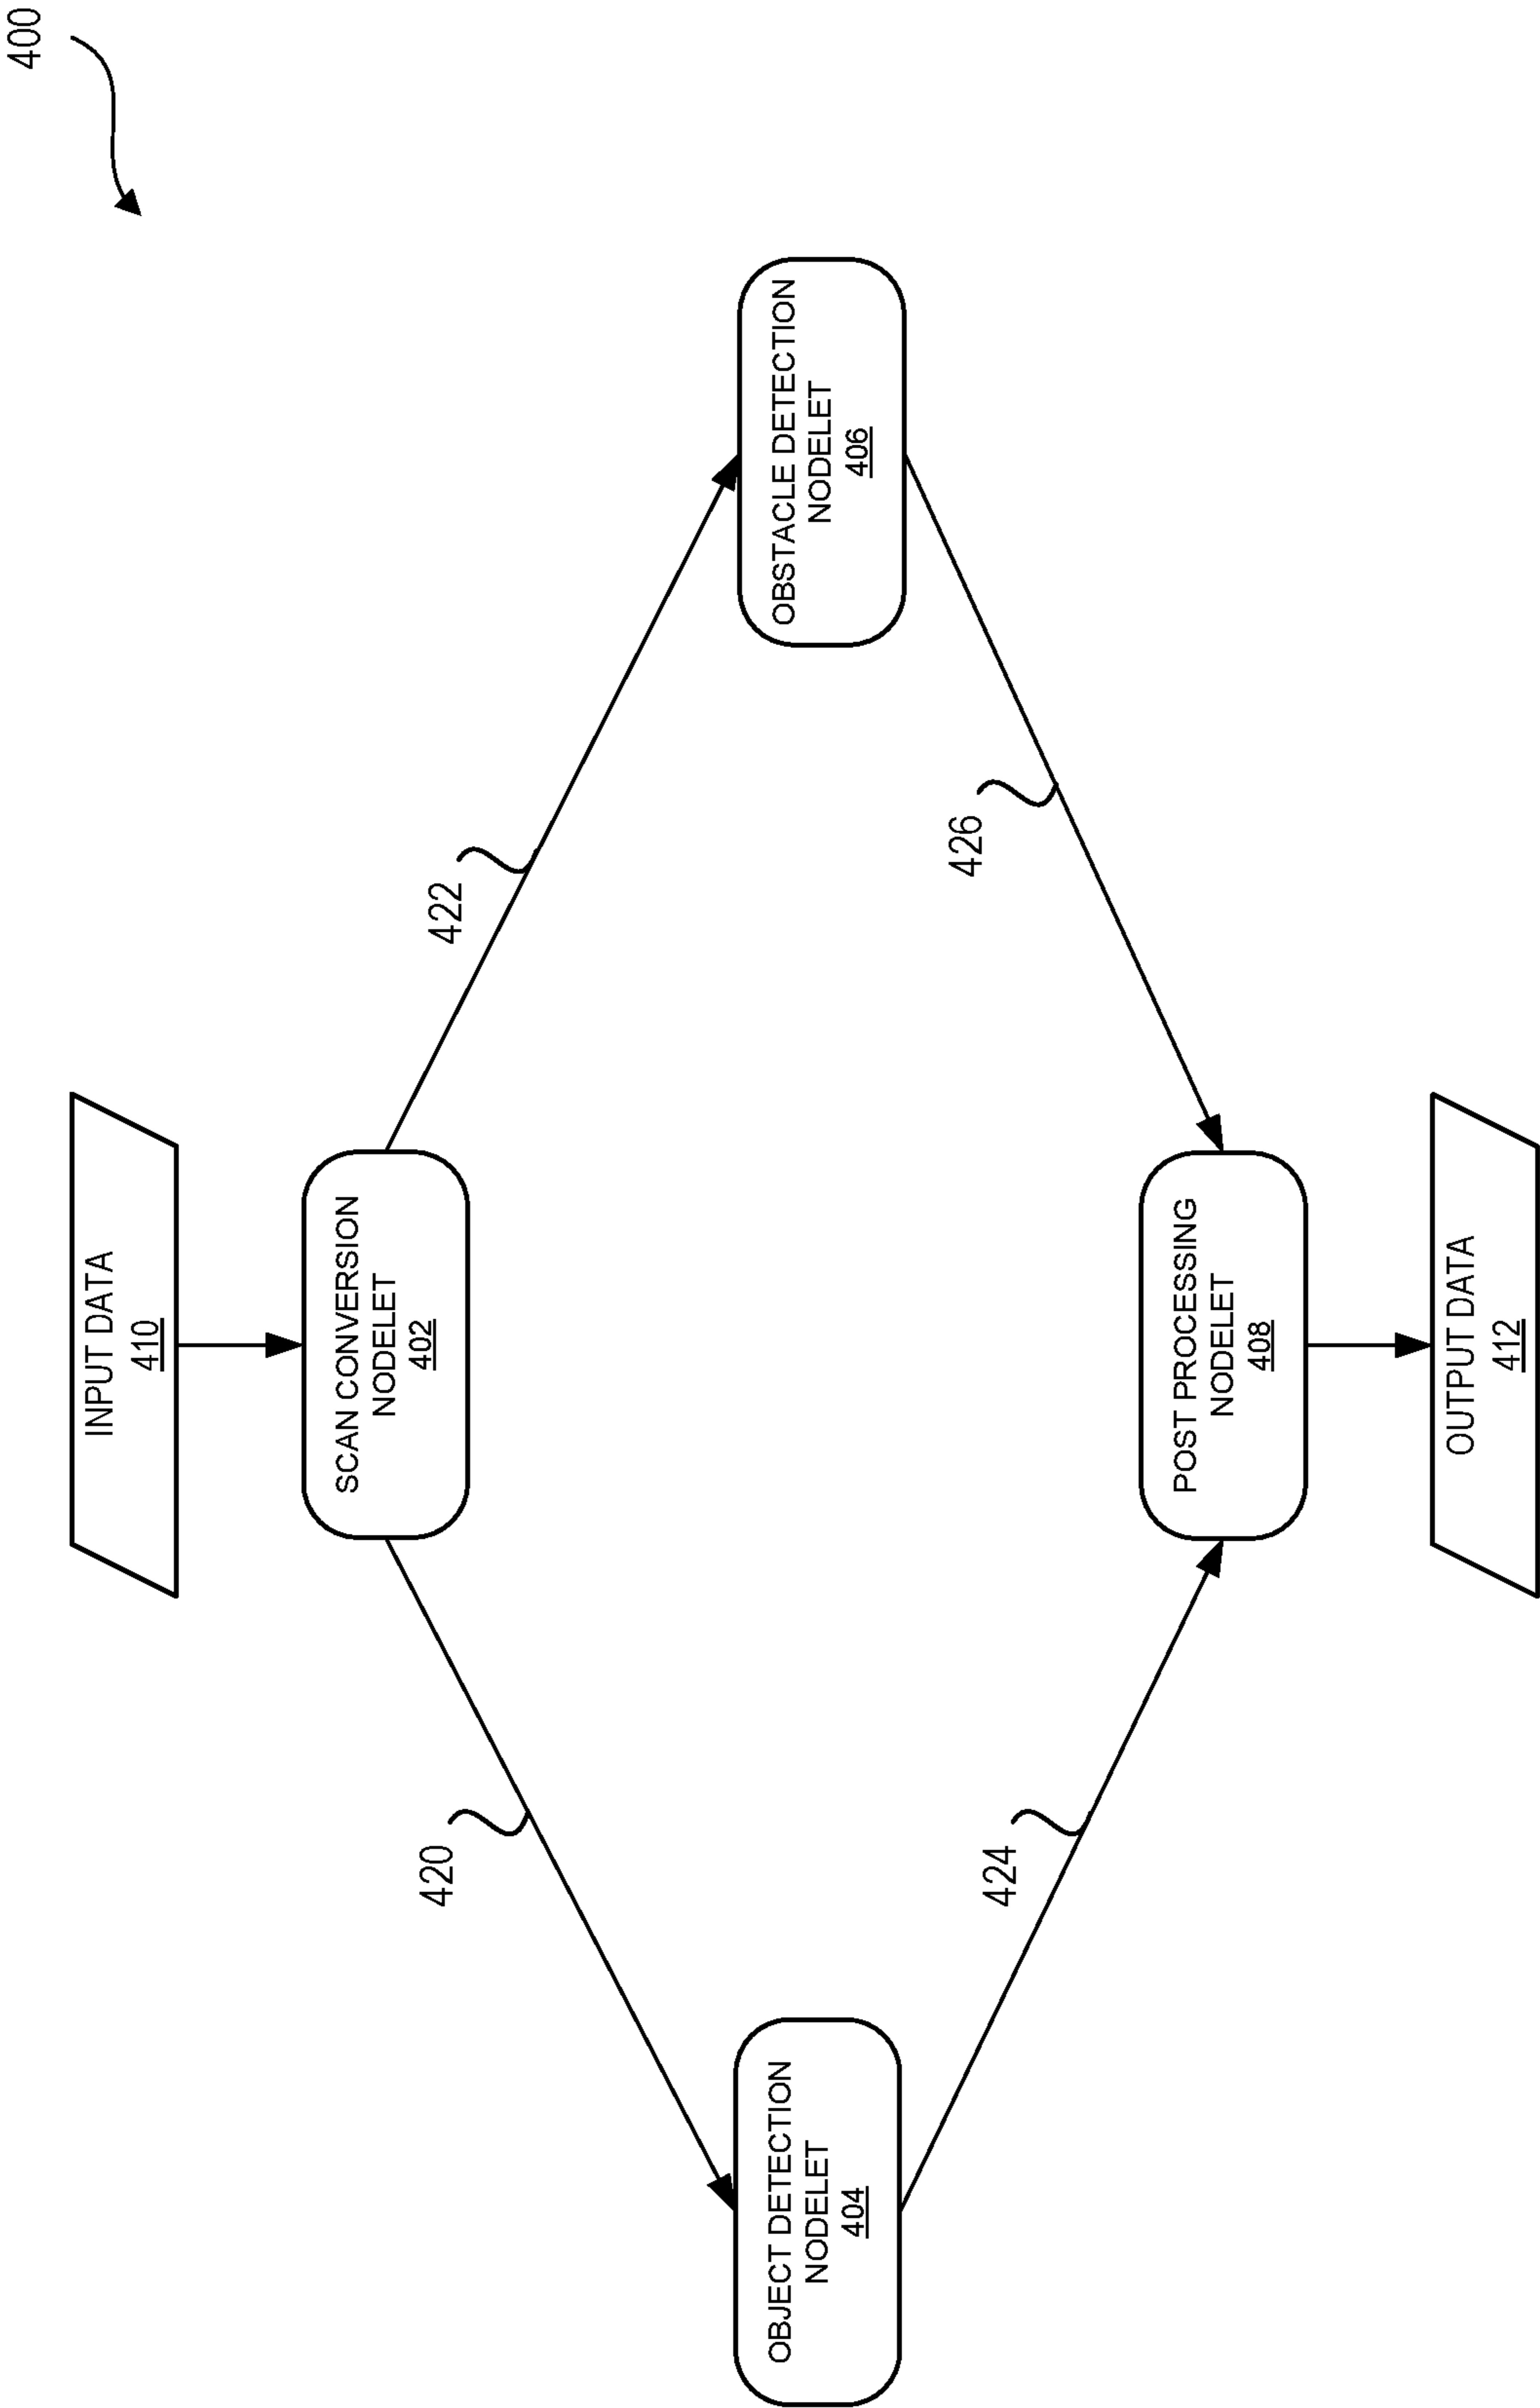 400
INPUT DATA
410
SCAN CONVERSION
NODELET
402
420
422
OBJECT DETECTION
NODELET
404
OBSTACLE DETECTION
NODELET
406
424
426
POST PROCESSING
NODELET
408
OUTPUT DATA
412